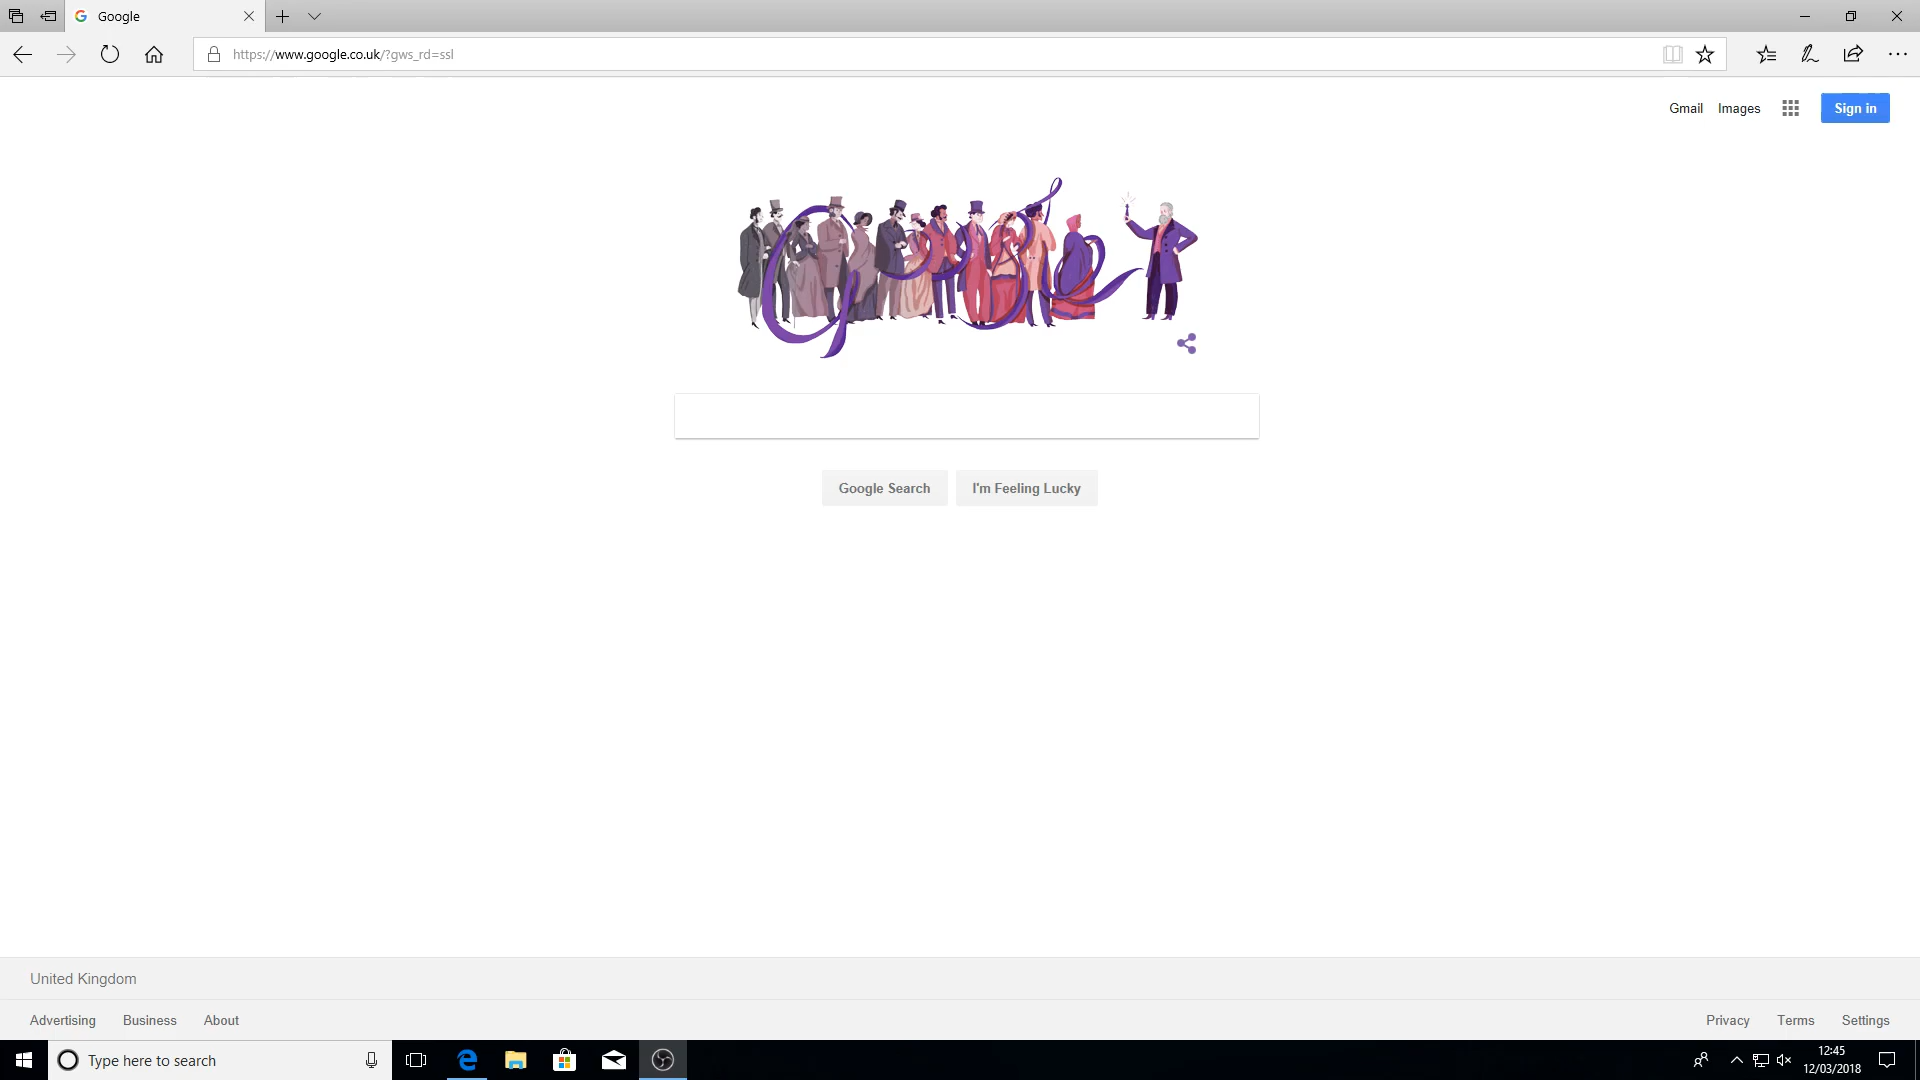 Google
https://www.google.co.uk/?gws_rd=ssl
Gmail Images Sign in
Google Search I'm Feeling Lucky
United Kingdom
Advertising Business About Privacy Terms Settings
Type here to search
12:45
12/03/2018